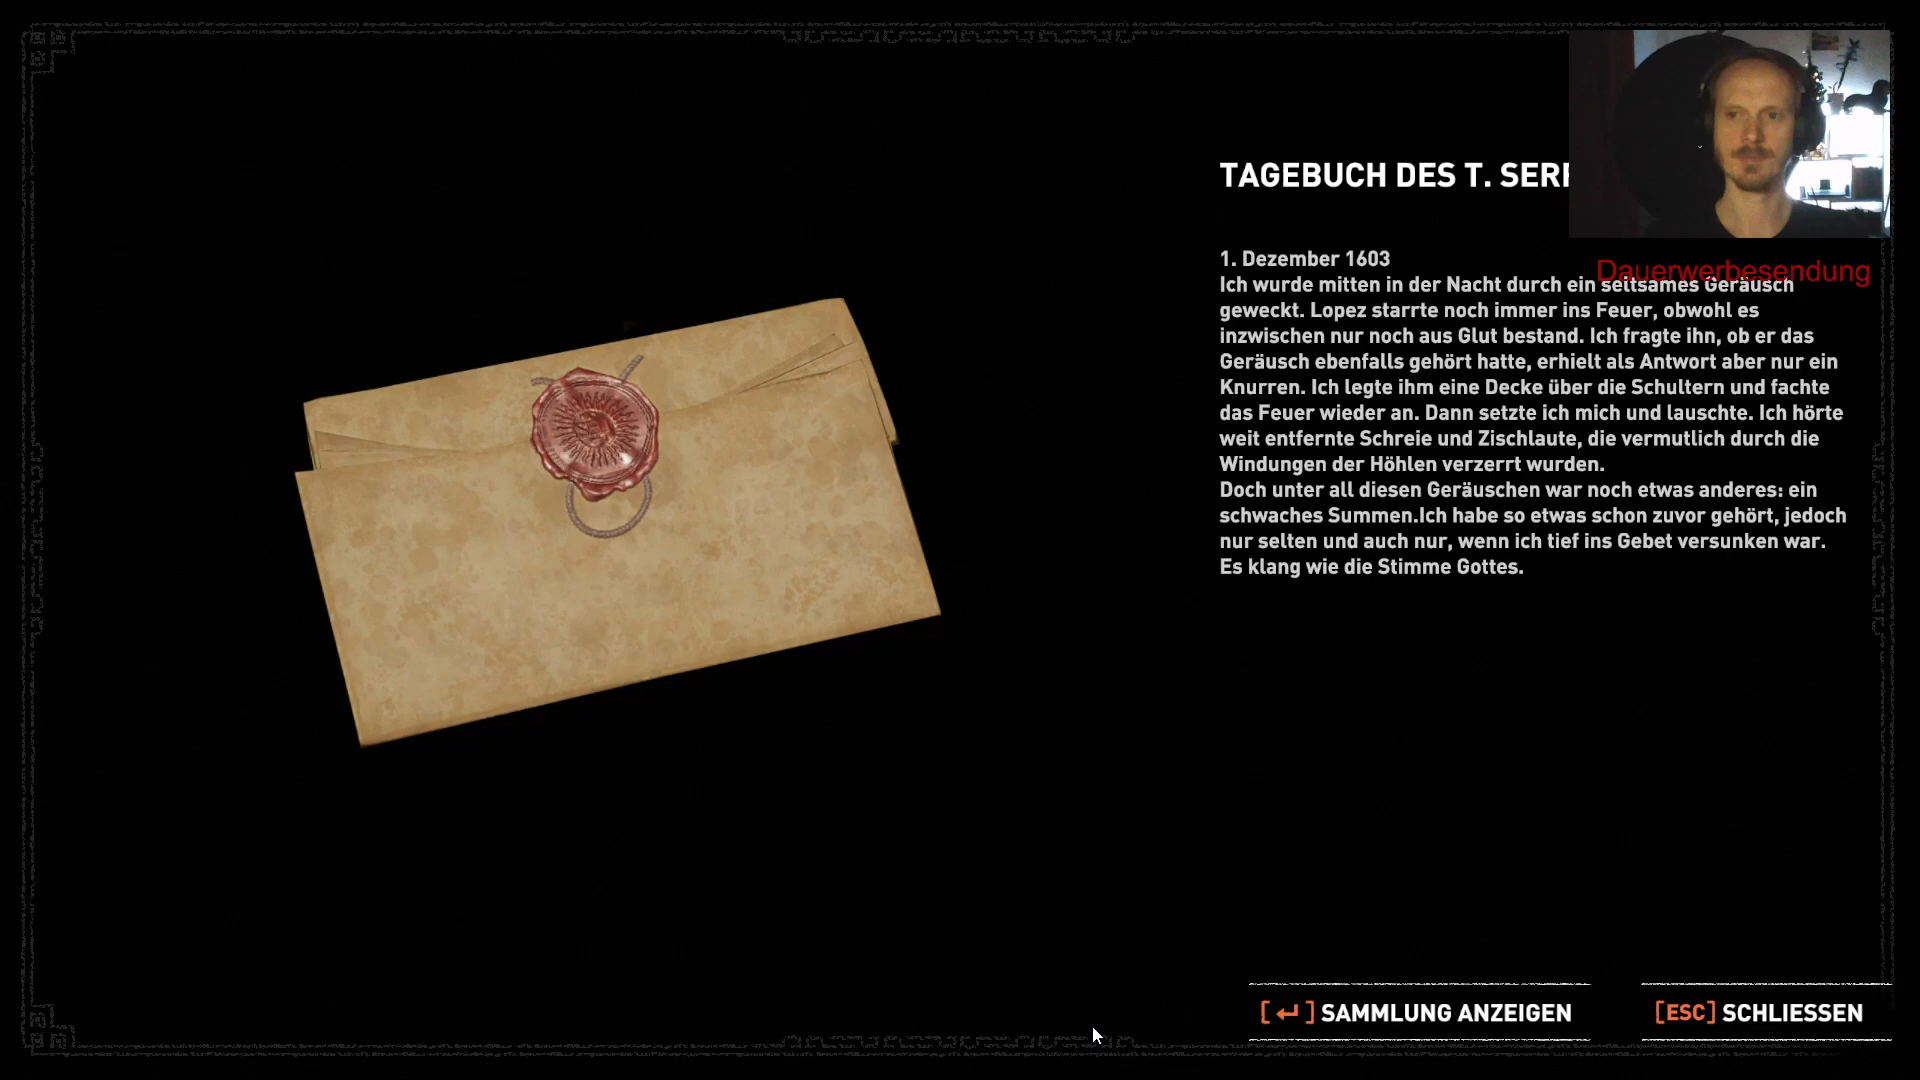 TAGEBUCH DES T.
Dauerwerbesendung
1. Dezember 1603
Ich wurde mitten in der Nacht durch ein seltsames Geräusch
geweckt. Lopez starrte noch immer ins Feuer, obwohl es
inzwischen nur noch aus Glut bestand. Ich fragte ihn, ob er das
Geräusch ebenfalls gehört hatte, erhielt als Antwort aber nur ein
Knurren. Ich legte ihm eine Decke über die Schultern und fachte
das Feuer wieder an. Dann setzte ich mich und lauschte. Ich hörte
weit entfernte Schreie und Zischlaute, die vermutlich durch die
Windungen der Höhlen verzerrt wurden.
Doch unter all diesen Geräuschen war noch etwas anderes: ein
schwaches Summen.Ich habe so etwas schon zuvor gehört, jedoch
nur selten und auch nur, wenn ich tief ins Gebet versunken war.
Es klang wie die Stimme Gottes.
[↵] SAMMLUNG ANZEIGEN
[ESC] SCHLIESSEN